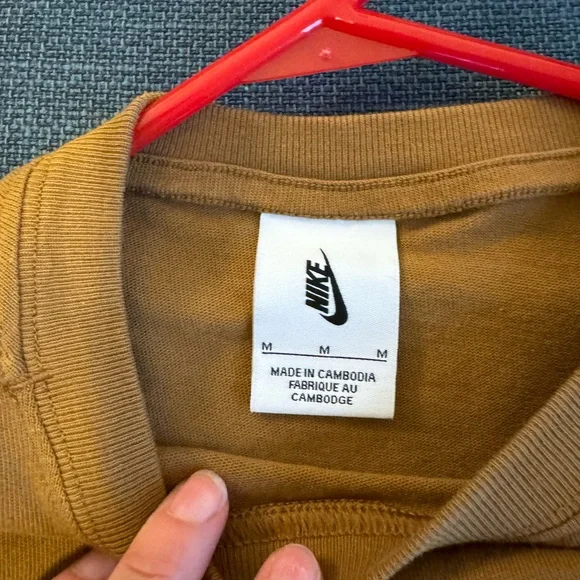 NIKE
M M M
MADE IN CAMBODIA
FABRIQUE AU
CAMBODGE